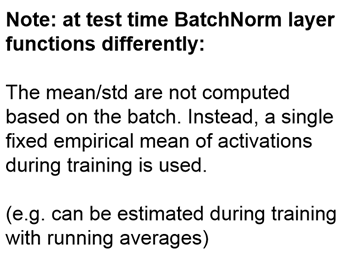 Note: at test time BatchNorm layer
functions differently:
The mean/std are not computed
based on the batch. Instead, a single
fixed empirical mean of activations
during training is used.
(e.g. can be estimated during training
with running averages)